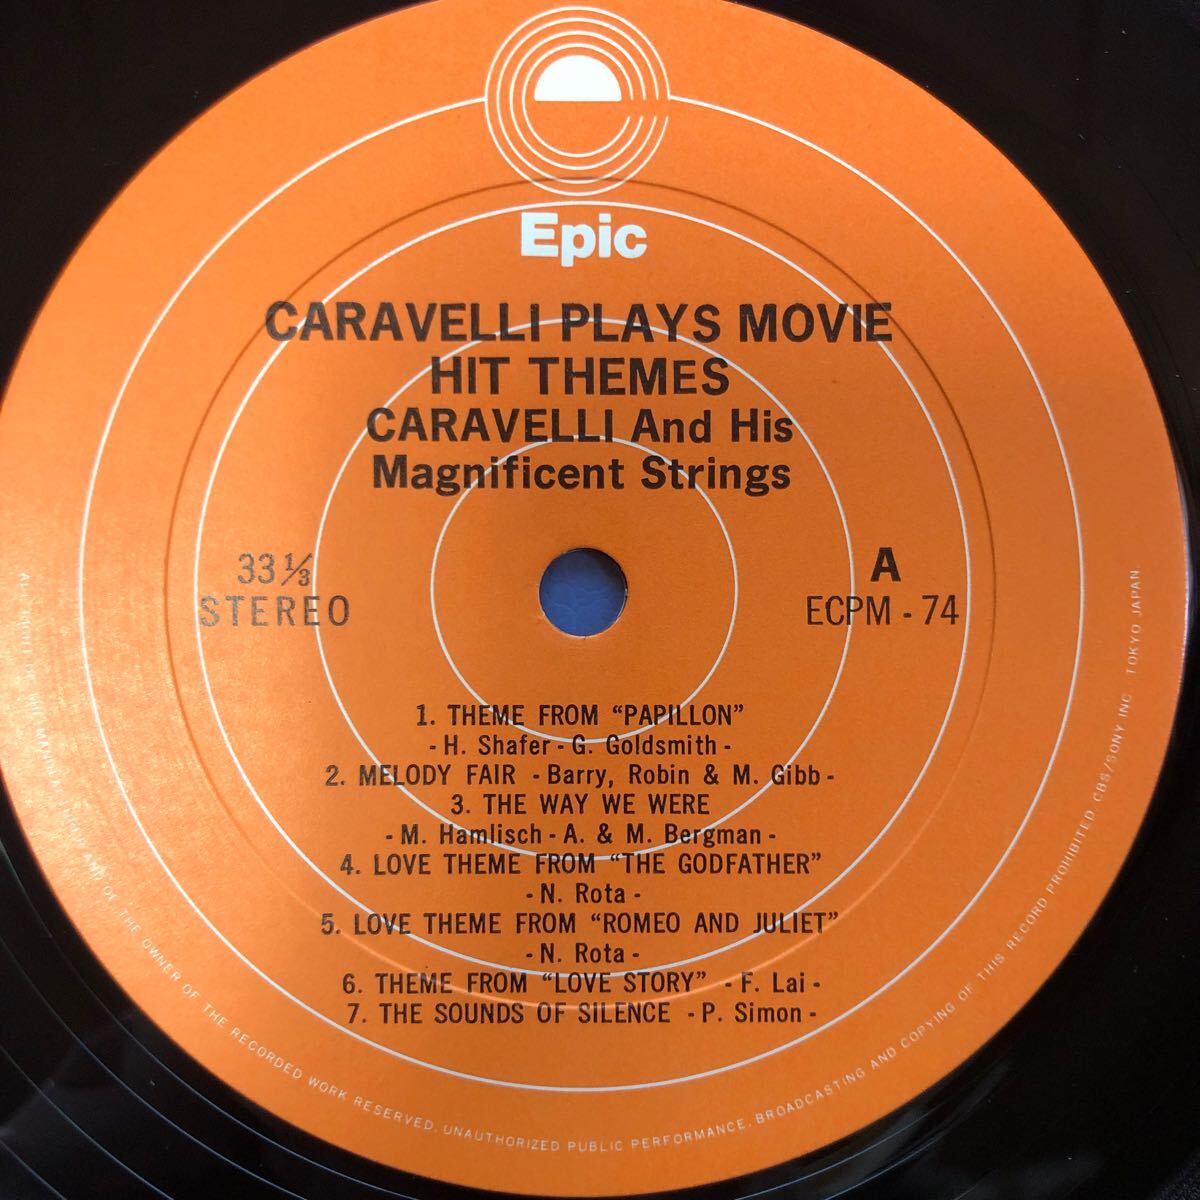 Epic
CARAVELLI PLAYS MOVIE
HIT THEMES
CARAVELLI And His
Magnificent Strings
33 ⅓
STEREO
A
ECPM - 74
1. THEME FROM “PAPILLON”
- H. Shafer - G. Goldsmith -
2. MELODY FAIR - Barry, Robin & M. Gibb -
3. THE WAY WE WERE
- M. Hamlisch - A. & M. Bergman -
4. LOVE THEME FROM “THE GODFATHER”
- N. Rota -
5. LOVE THEME FROM “ROMEO AND JULIET”
- N. Rota -
6. THEME FROM “LOVE STORY” - F. Lai -
7. THE SOUNDS OF SILENCE - P. Simon -
OF THE OWNER OF THE RECORDED WORK RESERVED. UNAUTHORIZED PUBLIC PERFORMANCE. BROADCASTING AND COPYING OF THIS RECORD PROHIBITED. CBS/SONY INC. TOKYO JAPAN